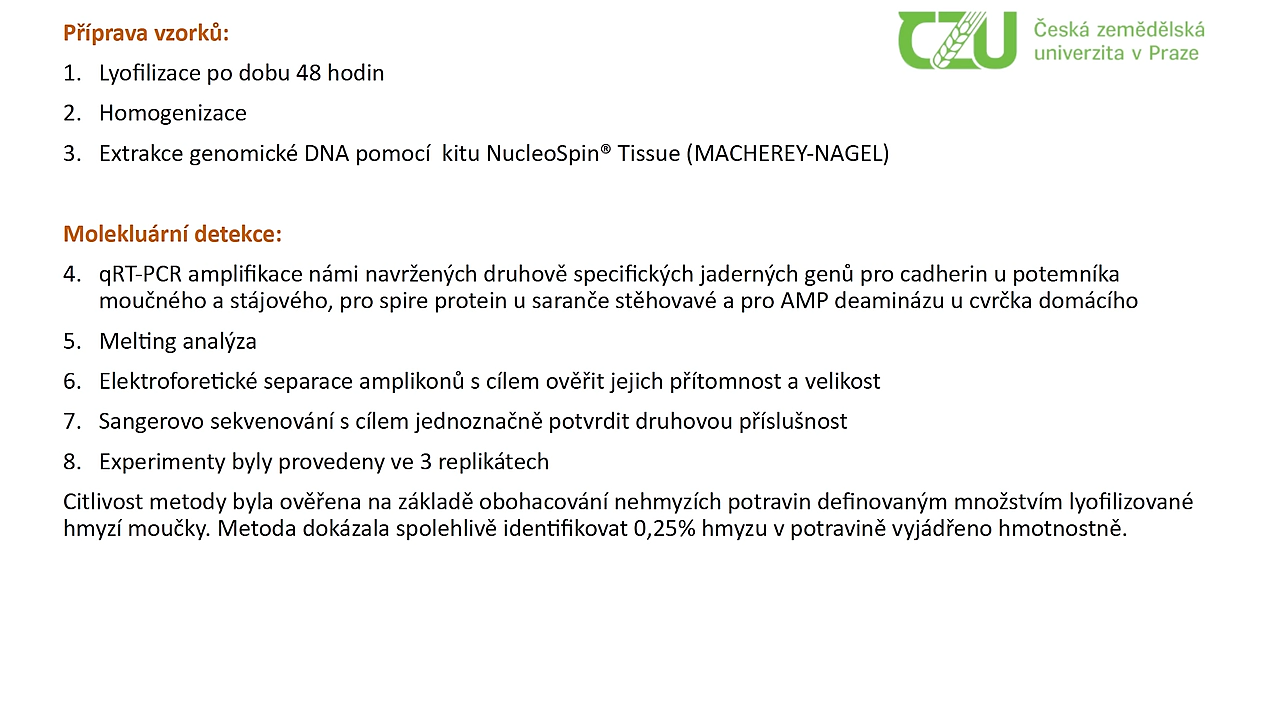 Příprava vzorků:
ČZU
Česká zemědělská
univerzita v Praze
1. Lyofilizace po dobu 48 hodin
2. Homogenizace
3. Extrakce genomické DNA pomocí kitu NucleoSpin® Tissue (MACHEREY-NAGEL)
Molekluární detekce:
4. qRT-PCR amplifikace námi navržených druhově specifických jaderných genů pro cadherin u potemníka
moučného a stájového, pro spire protein u saranče stěhovavé a pro AMP deaminázu u cvrčka domácího
5. Melting analýza
6. Elektroforetické separace amplikonů s cílem ověřit jejich přítomnost a velikost
7. Sangerovo sekvenování s cílem jednoznačně potvrdit druhovou příslušnost
8. Experimenty byly provedeny ve 3 replikátech
Citlivost metody byla ověřena na základě obohacování nehmyzích potravin definovaným množstvím lyofilizované
hmyzí moučky. Metoda dokázala spolehlivě identifikovat 0,25% hmyzu v potravině vyjádřeno hmotnostně.